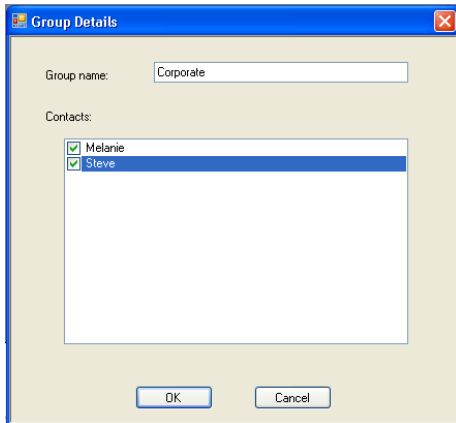 Group Details
Group name: Corporate
Contacts:
Melanie
Steve
OK Cancel